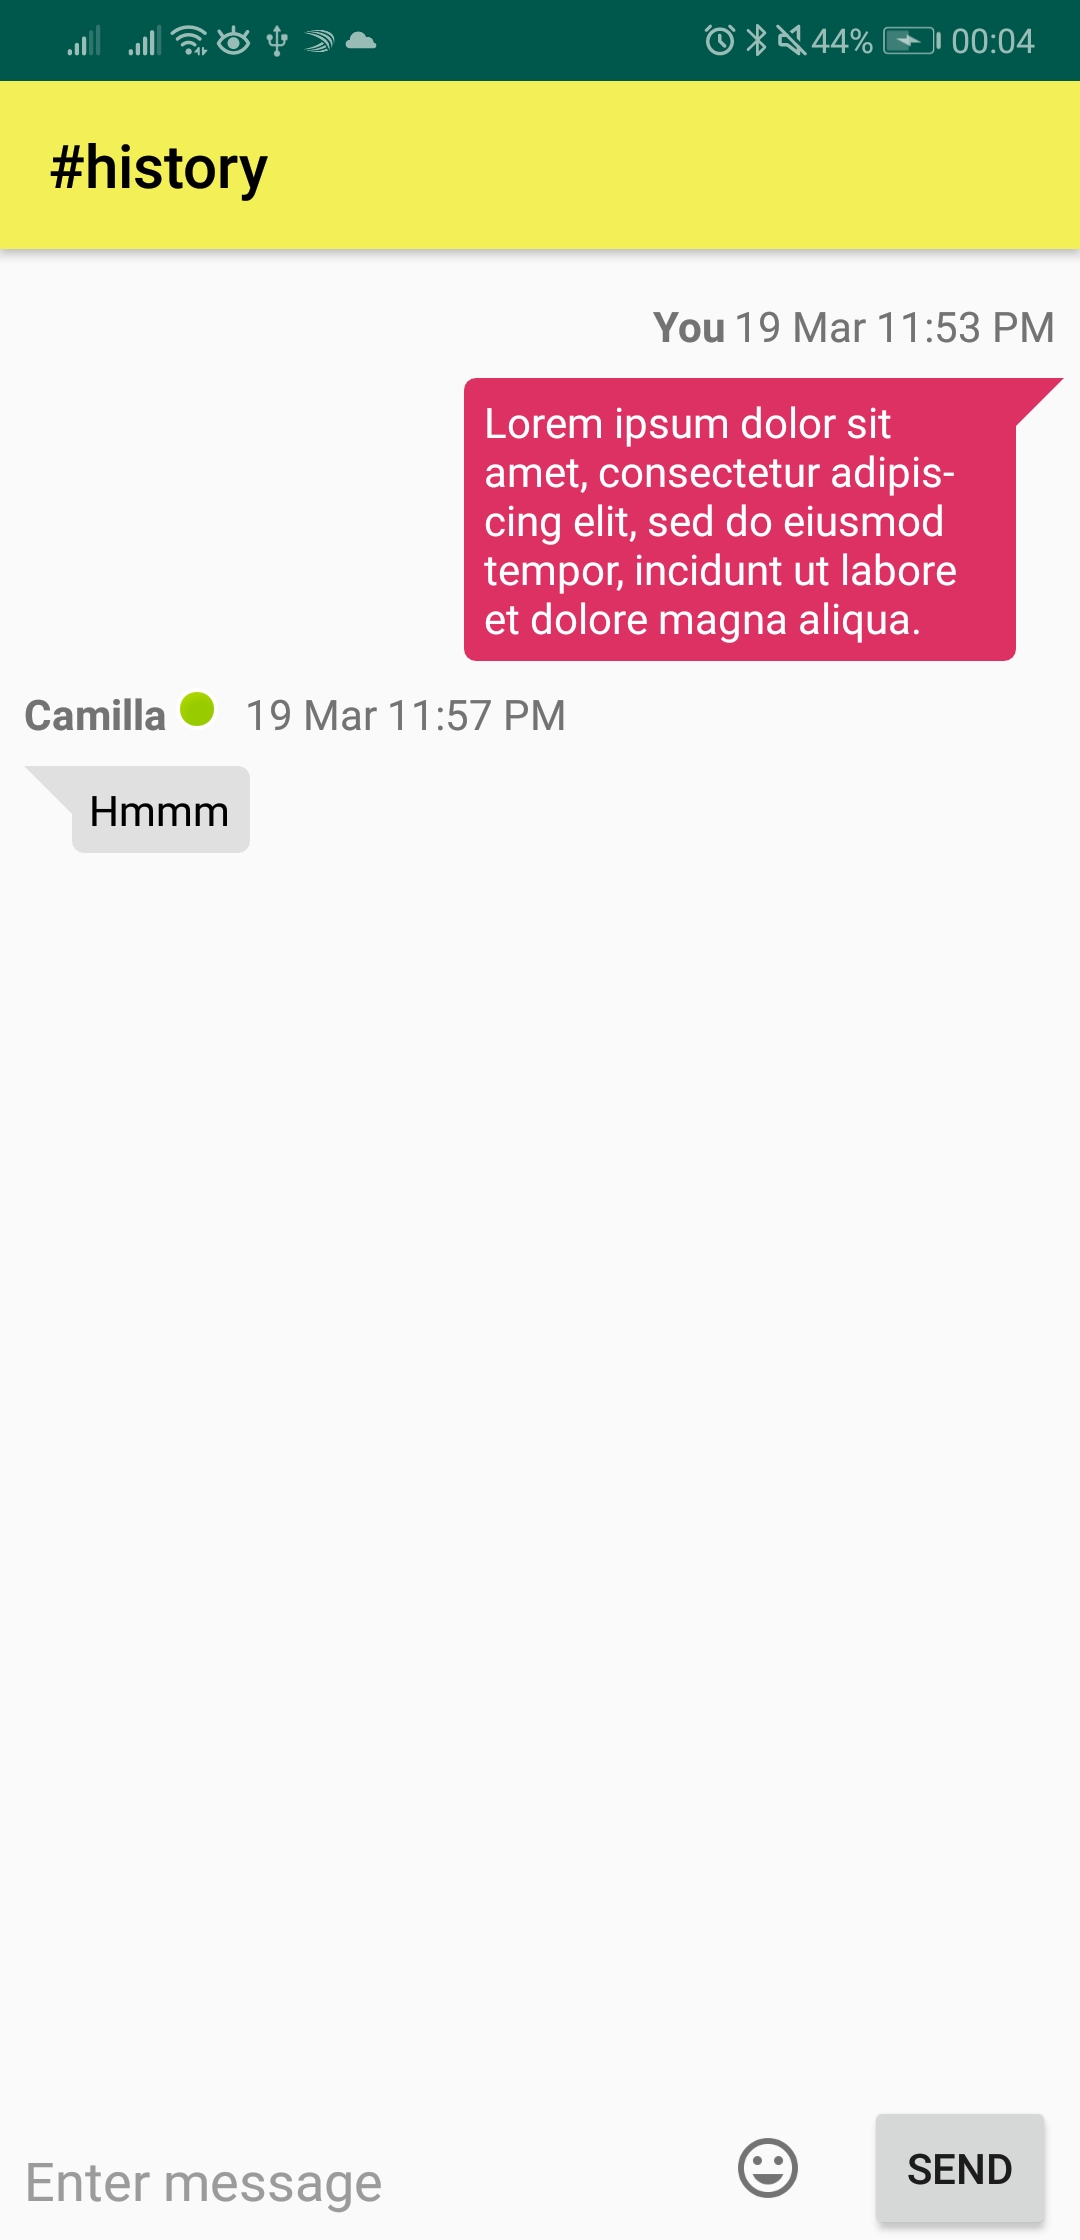 44% 00:04
#history
You 19 Mar 11:53 PM
Lorem ipsum dolor sit
amet, consectetur adipis-
cing elit, sed do eiusmod
tempor, incidunt ut labore
et dolore magna aliqua.
Camilla 19 Mar 11:57 PM
Hmmm
Enter message
SEND